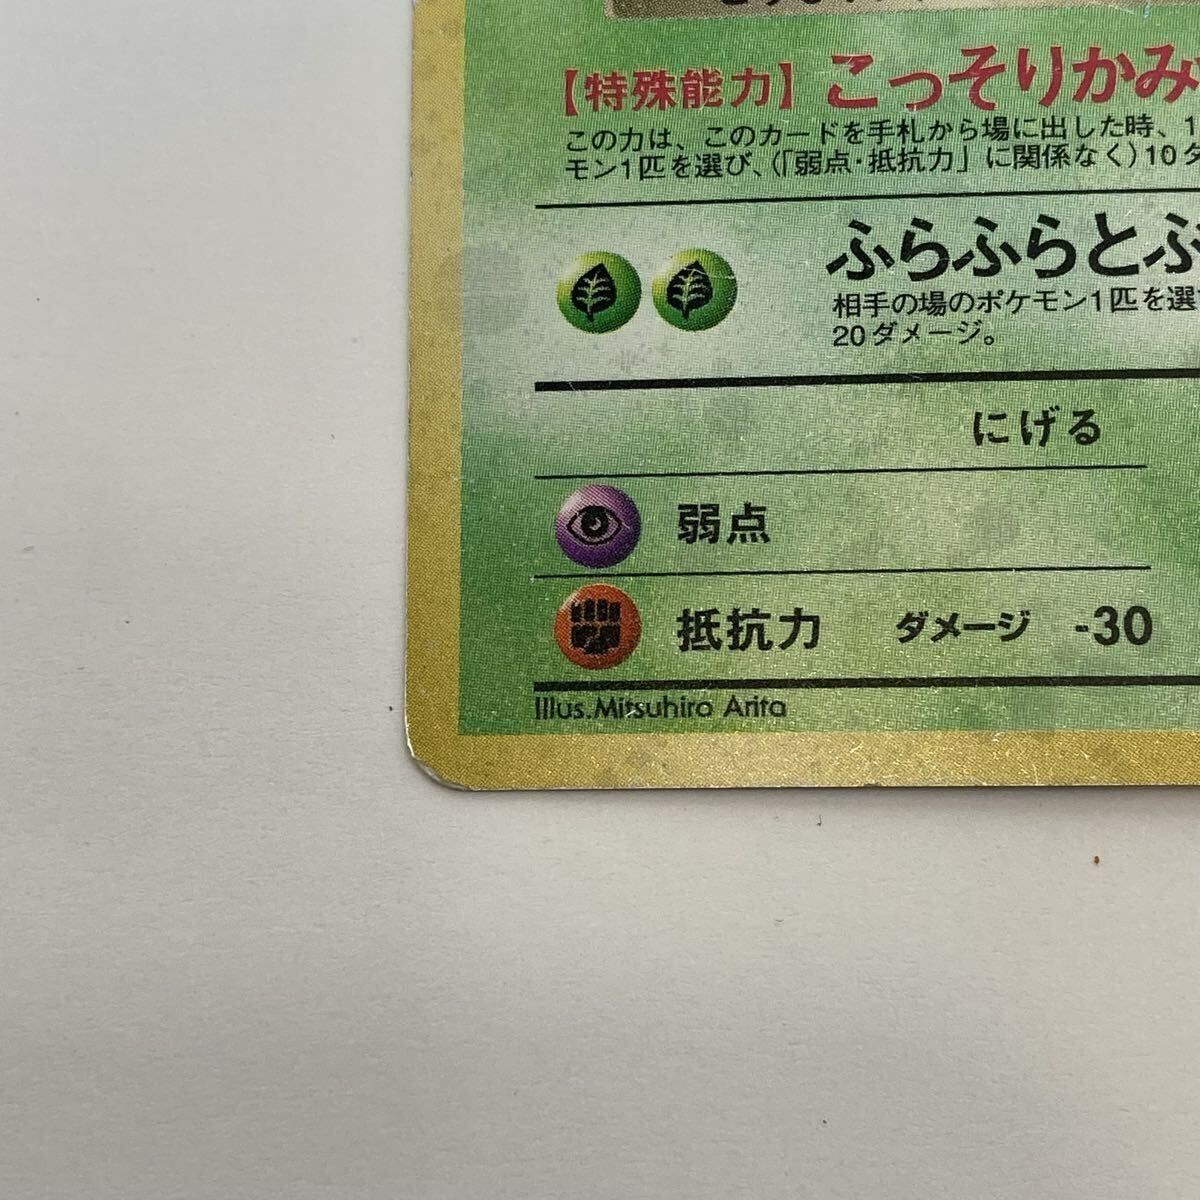 【特殊能力】こっそりかみ
この力は、このカードを手札から場に出した時、1
モン1匹を選び、(「弱点・抵抗力」に関係なく)10ダ
ふらふらとぶ
相手の場のポケモン1匹を選
20ダメージ。
にげる
弱点
抵抗力 ダメージ -30
Illus.Mitsuhiro Arita